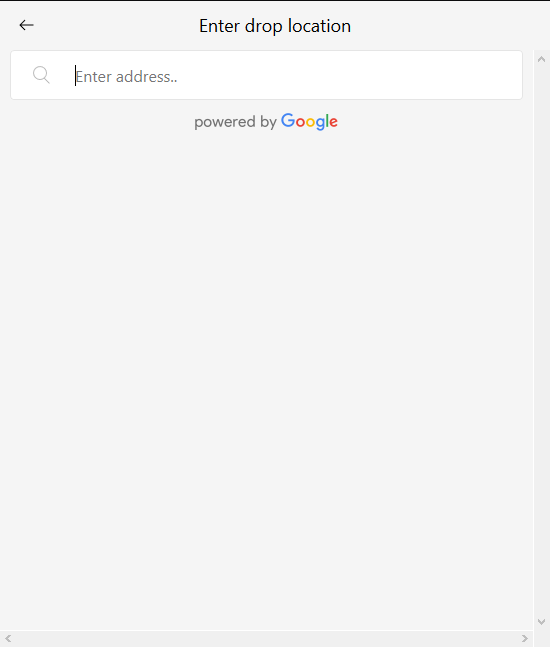 Enter drop location
Enter address..
powered by Google